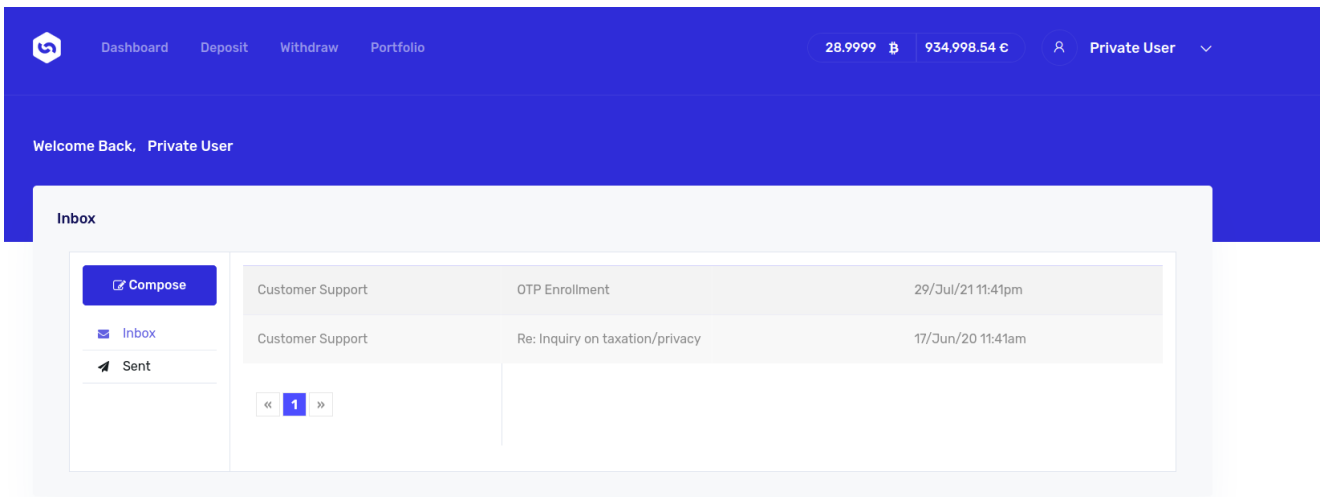 Dashboard Deposit Withdraw Portfolio 28.9999 ₿ 934,998.54 € Private User
Welcome Back, Private User
Inbox
Compose
Inbox
Sent
Customer Support OTP Enrollment 29/Jul/21 11:41pm
Customer Support Re: Inquiry on taxation/privacy 17/Jun/20 11:41am
« 1 »